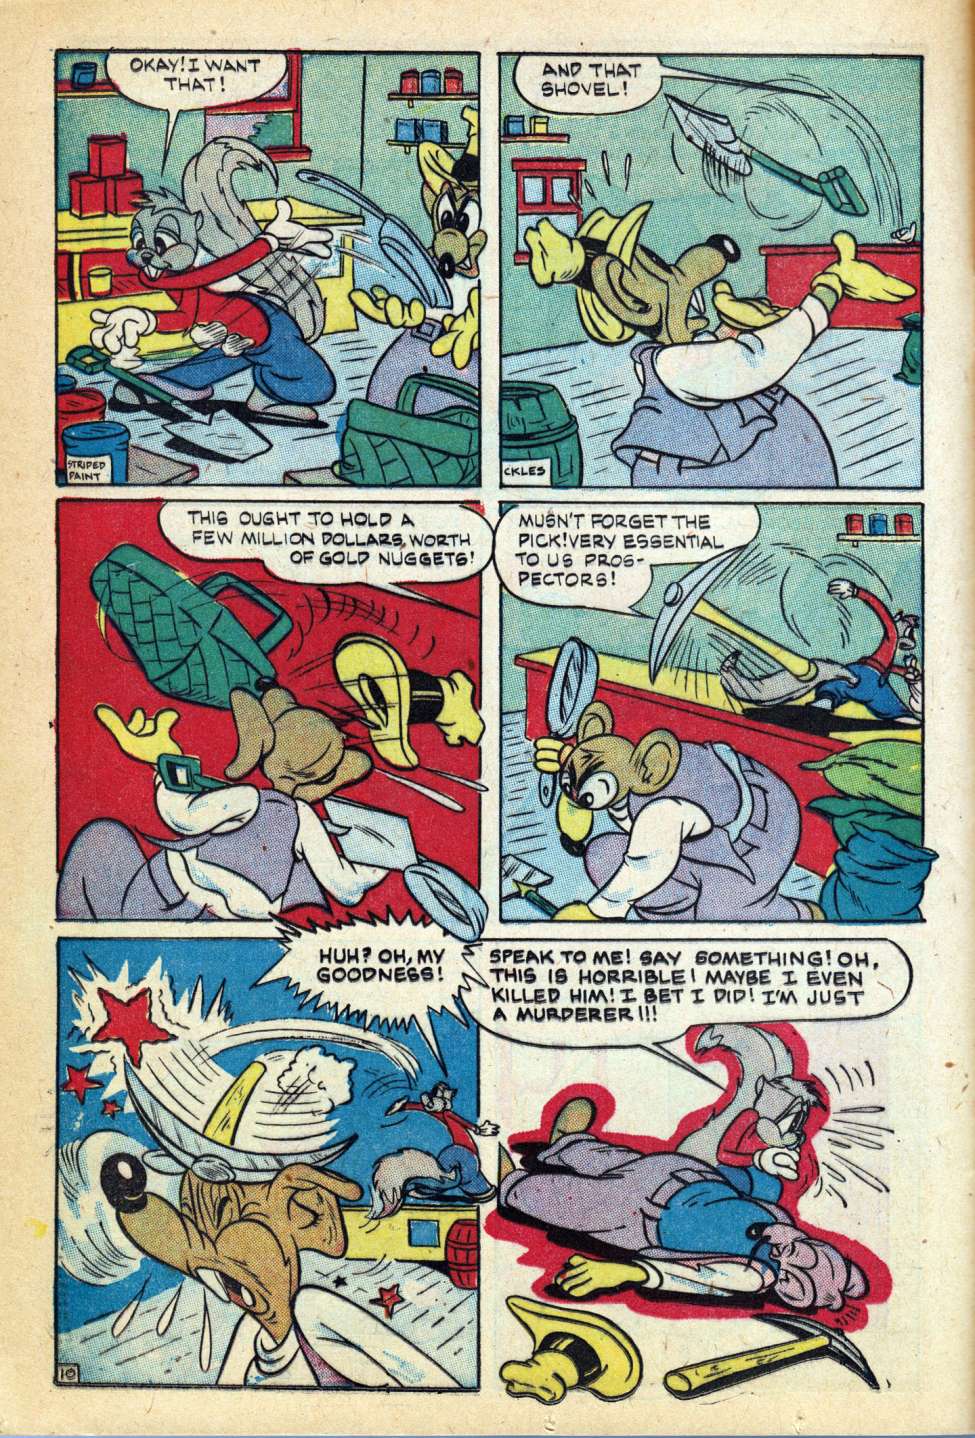 OKAY! I WANT
THAT!
STRIPED
PAINT
AND THAT
SHOVEL!
CKLES
THIS OUGHT TO HOLD A
FEW MILLION DOLLARS, WORTH
OF GOLD NUGGETS!
MUSN'T FORGET THE
PICK! VERY ESSENTIAL
TO US PROS-
PECTORS!
HUH? OH, MY
GOODNESS!
SPEAK TO ME! SAY SOMETHING! OH,
THIS IS HORRIBLE! MAYBE I EVEN
KILLED HIM! I BET I DID! I'M JUST
A MURDERER!!!
10